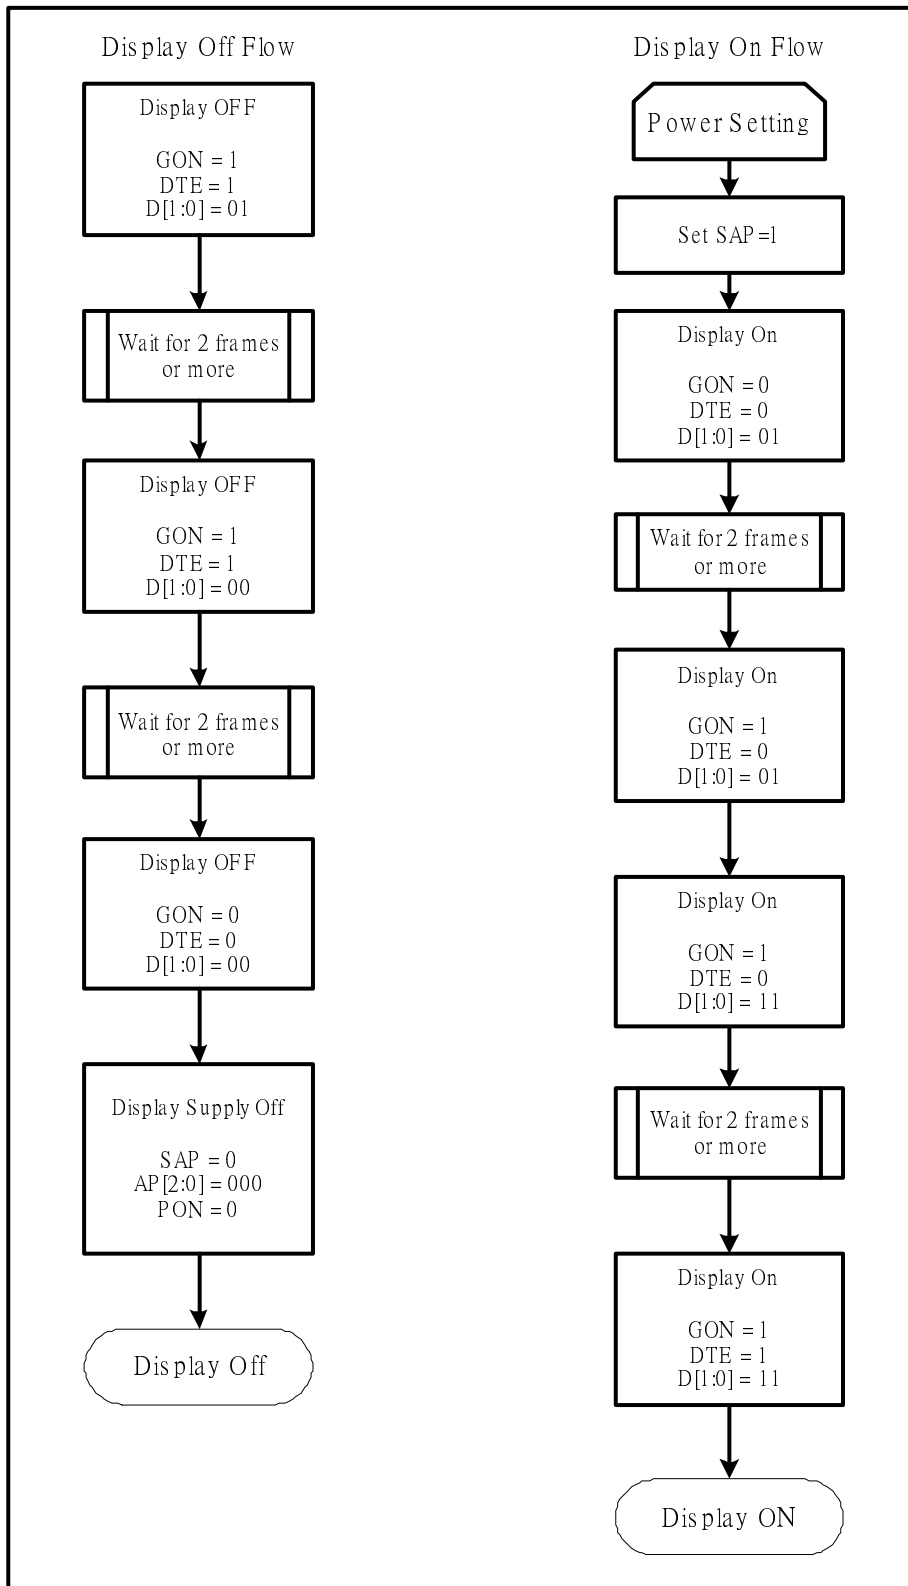 Display Off Flow
Display OFF
GON = 1
DTE = 1
D[1:0] = 01
Wait for 2 frames
or more
Display OFF
GON = 1
DTE = 1
D[1:0] = 00
Wait for 2 frames
or more
Display OFF
GON = 0
DTE = 0
D[1:0] = 00
Display Supply Off
SAP = 0
AP[2:0] = 000
PON = 0
Display Off
Display On Flow
Power Setting
Set SAP=1
Display On
GON = 0
DTE = 0
D[1:0] = 01
Wait for 2 frames
or more
Display On
GON = 1
DTE = 0
D[1:0] = 01
Display On
GON = 1
DTE = 0
D[1:0] = 11
Wait for 2 frames
or more
Display On
GON = 1
DTE = 1
D[1:0] = 11
Display ON